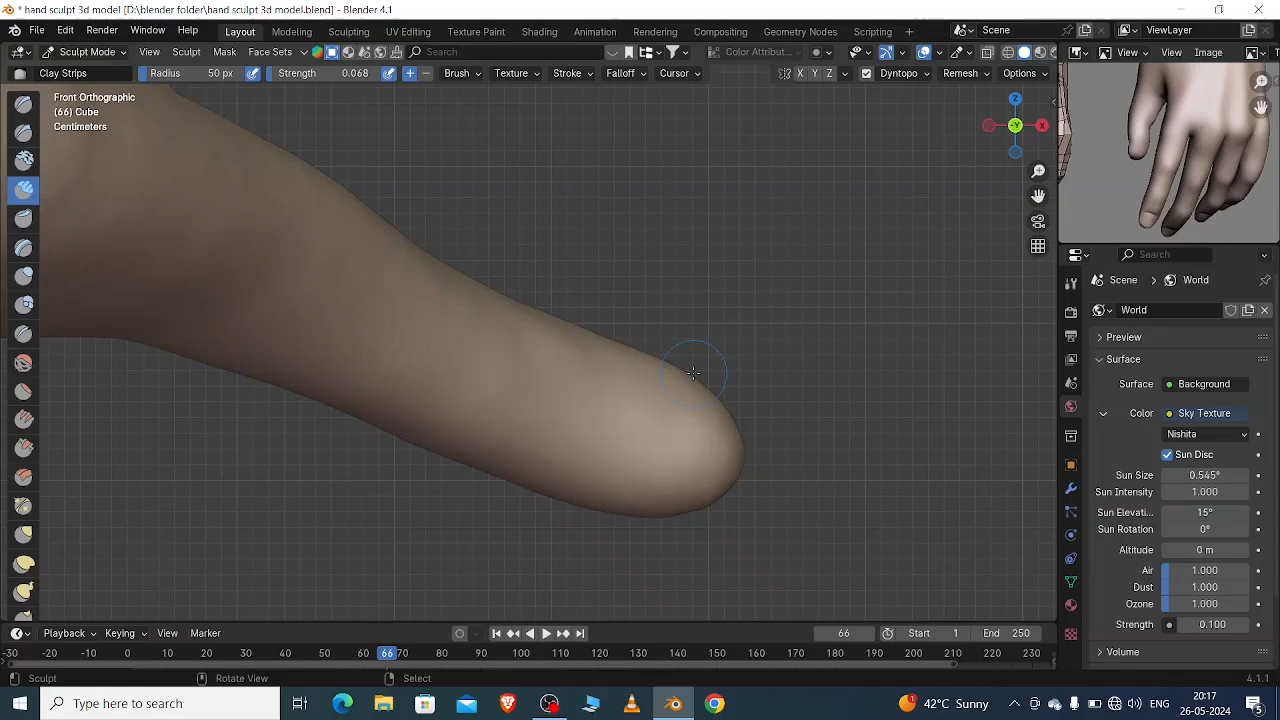 * hand sculpt 3d model [D:\blender folder\hand sculpt 3d model.blend] - Blender 4.1
File Edit Render Window Help Layout Modeling Sculpting UV Editing Texture Paint Shading Animation Rendering Compositing Geometry Nodes Scripting + Scene ViewLayer
Sculpt Mode View Sculpt Mask Face Sets Search Color Attribut... View View Image
Clay Strips Radius 50 px Strength 0.068 Brush Texture Stroke Falloff Cursor X Y Z Dyntopo Remesh Options
Front Orthographic
(66) Cube
Centimeters
Z
-Y X
Search
Scene World
World
Preview
Surface
Surface Background
Color Sky Texture
Nishita
Sun Disc
Sun Size 0.545°
Sun Intensity 1.000
Sun Elevati... 15°
Sun Rotation 0°
Altitude 0 m
Air 1.000
Dust 1.000
Ozone 1.000
Strength 0.100
Volume
Playback Keying View Marker 66 Start 1 End 250
-30 -20 -10 0 10 20 30 40 50 60 66 70 80 90 100 110 120 130 140 150 160 170 180 190 200 210 220 230
Sculpt Rotate View Select 4.1.1
Type here to search 1 42°C Sunny ENG 20:17
26-05-2024